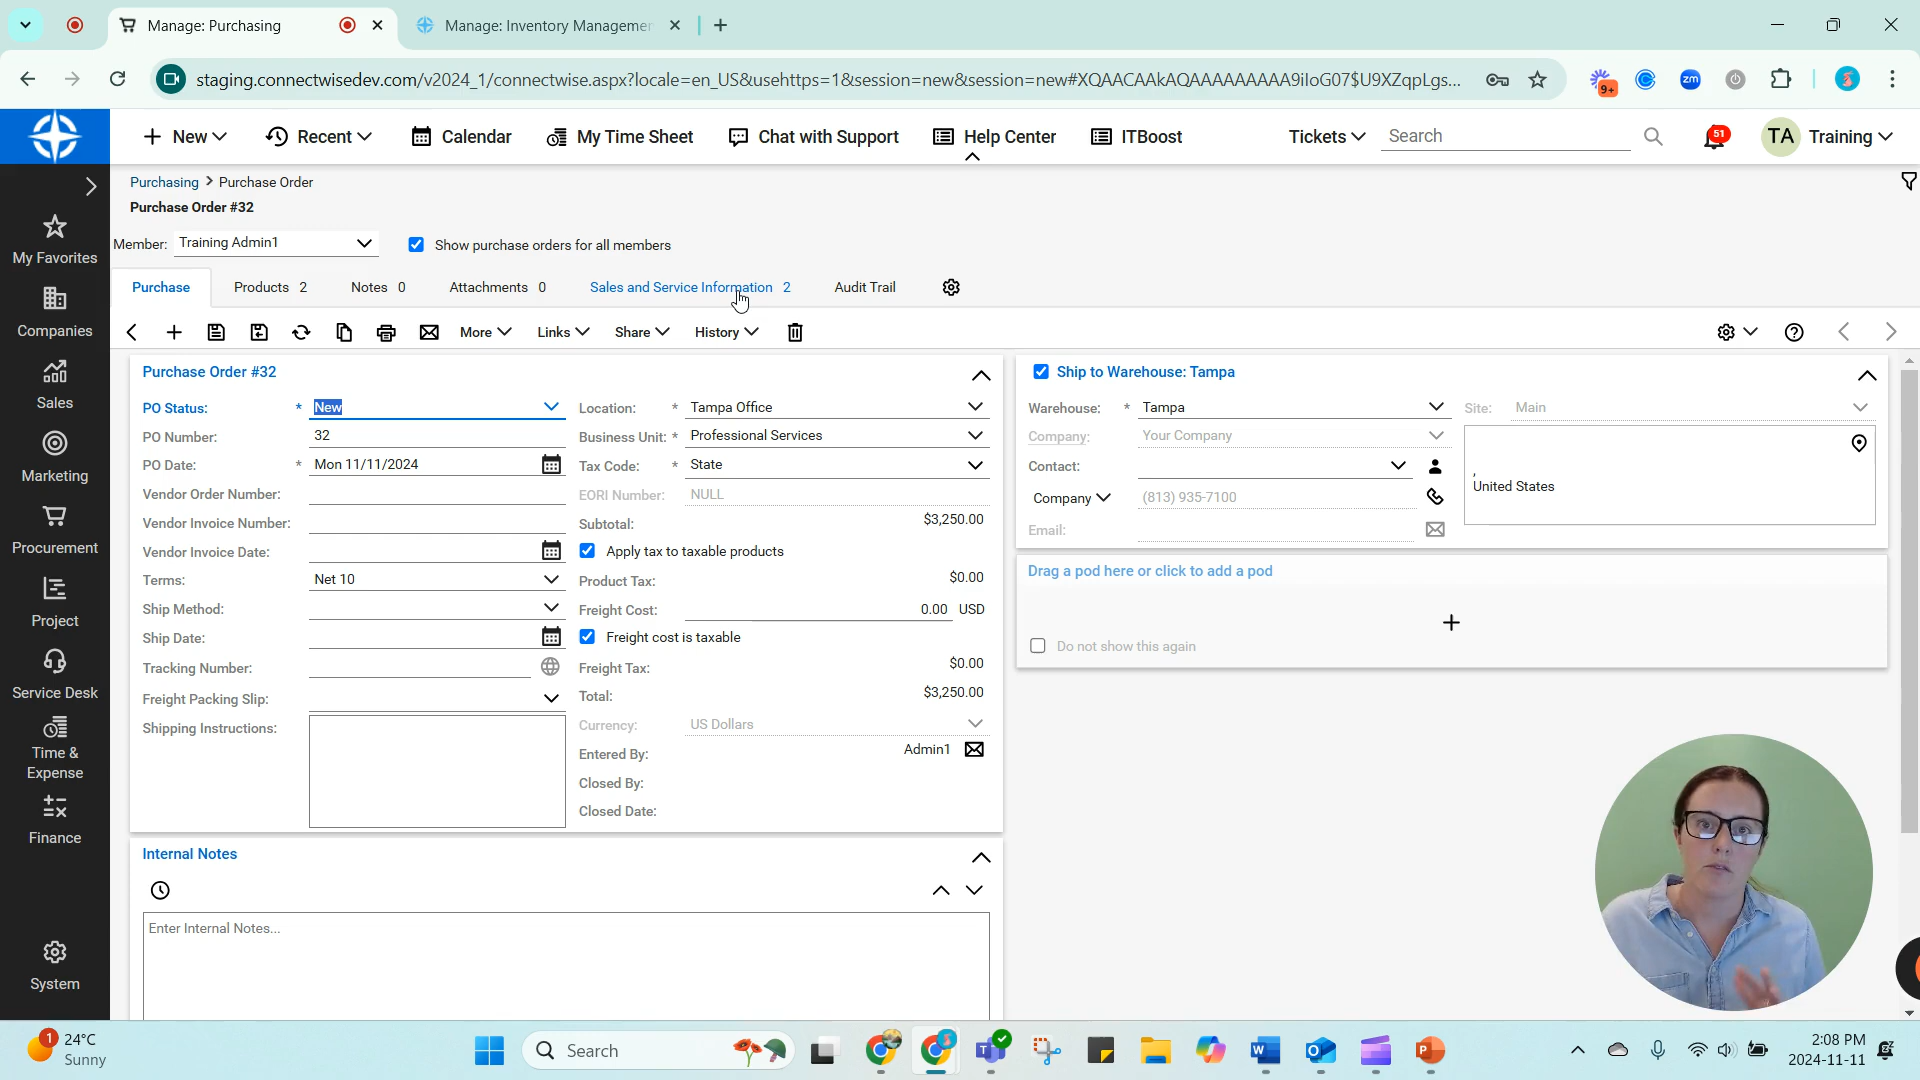 Manage: Purchasing
Manage: Inventory Managemen
staging.connectwisedev.com/v2024_1/connectwise.aspx?locale=en_US&usehttps=1&session=new&session=new#XQAACAAkAQAAAAAAAAA9iIoG07$U9XZqpLgs...
zm
9+
New
Recent
Calendar
My Time Sheet
Chat with Support
Help Center
ITBoost
Tickets
Search
51
TA
Training
Purchasing > Purchase Order
Purchase Order #32
Member: Training Admin1
Show purchase orders for all members
Purchase
Products 2
Notes 0
Attachments 0
Sales and Service Information 2
Audit Trail
More
Links
Share
History
My Favorites
Companies
Sales
Marketing
Procurement
Project
Service Desk
Time &
Expense
Finance
System
Purchase Order #32
PO Status: * New
PO Number: 32
PO Date: * Mon 11/11/2024
Vendor Order Number:
Vendor Invoice Number:
Vendor Invoice Date:
Terms: Net 10
Ship Method:
Ship Date:
Tracking Number:
Freight Packing Slip:
Shipping Instructions:
Location: * Tampa Office
Business Unit: * Professional Services
Tax Code: * State
EORI Number: NULL
Subtotal: $3,250.00
Apply tax to taxable products
Product Tax: $0.00
Freight Cost: 0.00 USD
Freight cost is taxable
Freight Tax: $0.00
Total: $3,250.00
Currency: US Dollars
Entered By: Admin1
Closed By:
Closed Date:
Internal Notes
Enter Internal Notes...
Ship to Warehouse: Tampa
Warehouse: * Tampa
Company: Your Company
Contact:
Company (813) 935-7100
Email:
Site: Main
,
United States
Drag a pod here or click to add a pod
Do not show this again
1
24°C
Sunny
Search
2:08 PM
2024-11-11